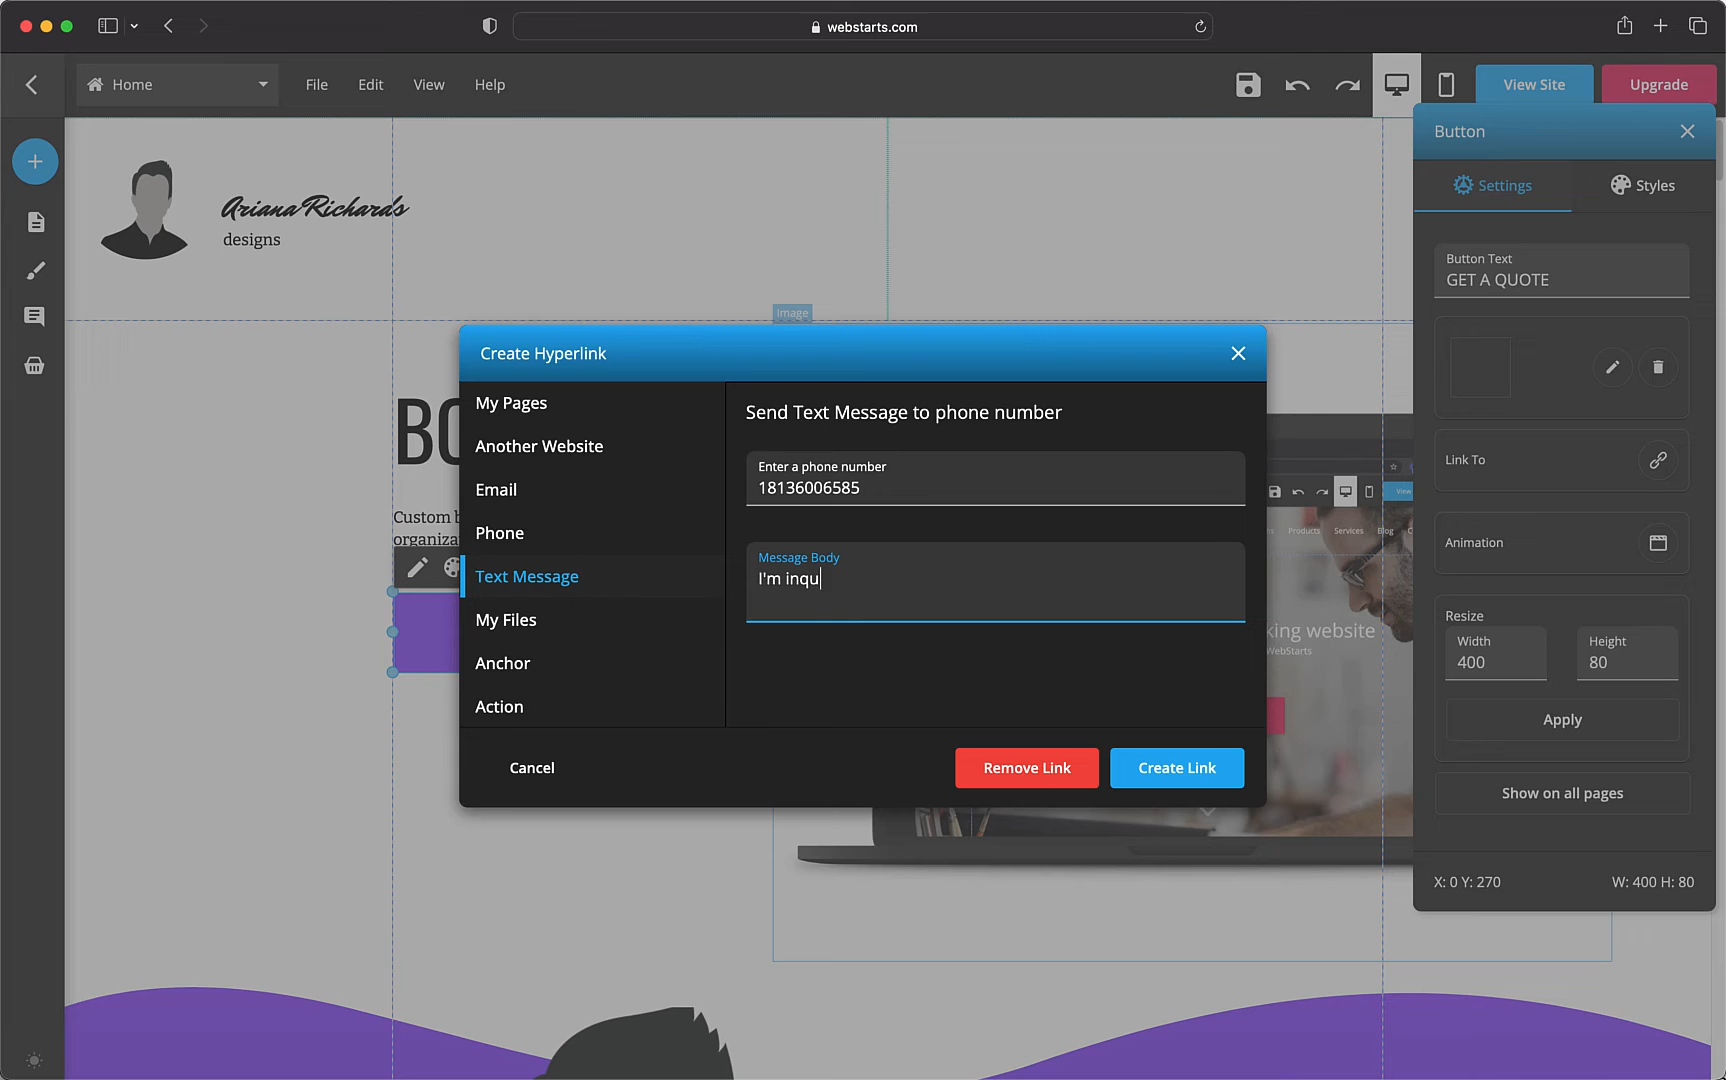 webstarts.com
Home
File
Edit
View
Help
View Site
Upgrade
Button
Settings
Styles
Ariana Richards
designs
Button Text
GET A QUOTE
Image
Create Hyperlink
My Pages
Another Website
Email
Phone
Text Message
My Files
Anchor
Action
Send Text Message to phone number
Enter a phone number
18136006585
Message Body
I'm inqu
Cancel
Remove Link
Create Link
BO
Custom b
organiza
View
Products
Services
Blog
king website
WebStarts
Link To
Animation
Resize
Width
400
Height
80
Apply
Show on all pages
X: 0 Y: 270
W: 400 H: 80